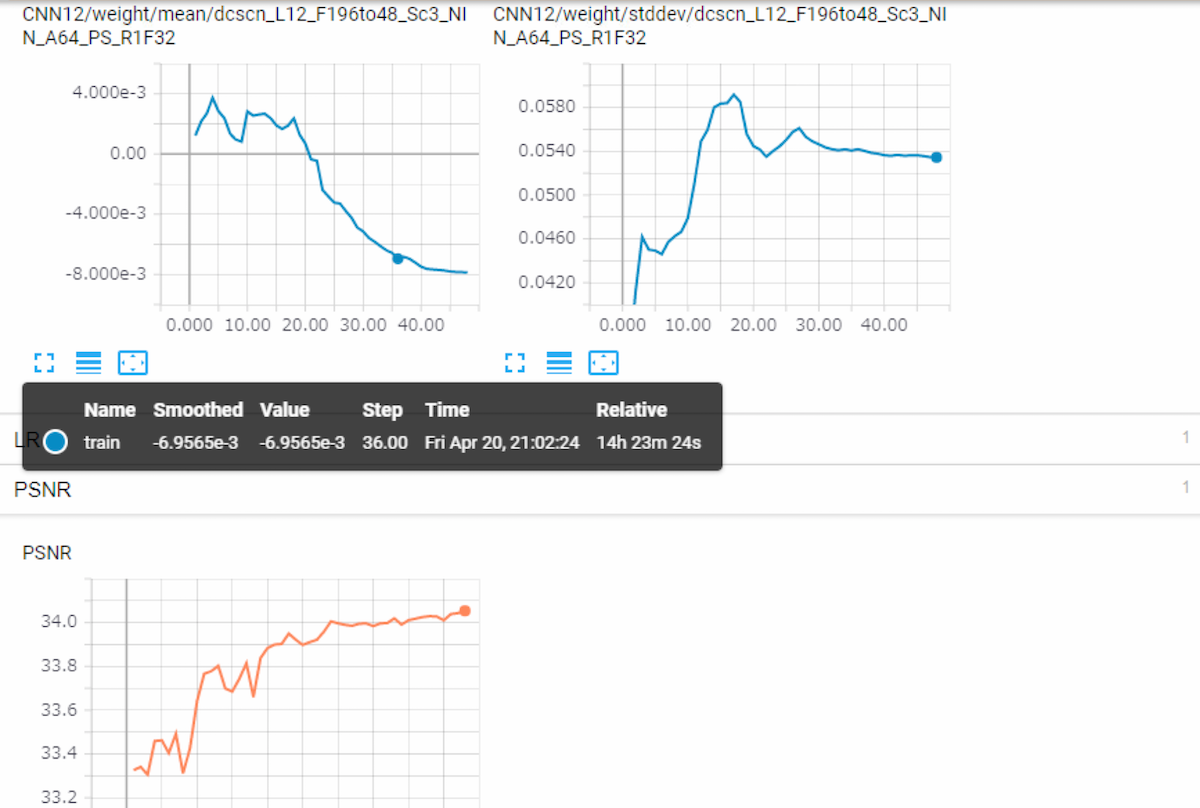 CNN12/weight/mean/dcscn_L12_F196to48_Sc3_NI
N_A64_PS_R1F32
CNN12/weight/stddev/dcscn_L12_F196to48_Sc3_NI
N_A64_PS_R1F32
4.000e-3
0.00
-4.000e-3
-8.000e-3
0.000 10.00 20.00 30.00 40.00
0.0580
0.0540
0.0500
0.0460
0.0420
0.000 10.00 20.00 30.00 40.00
Name Smoothed Value Step Time Relative
train -6.9565e-3 -6.9565e-3 36.00 Fri Apr 20, 21:02:24 14h 23m 24s
LR 1
PSNR 1
PSNR
34.0
33.8
33.6
33.4
33.2